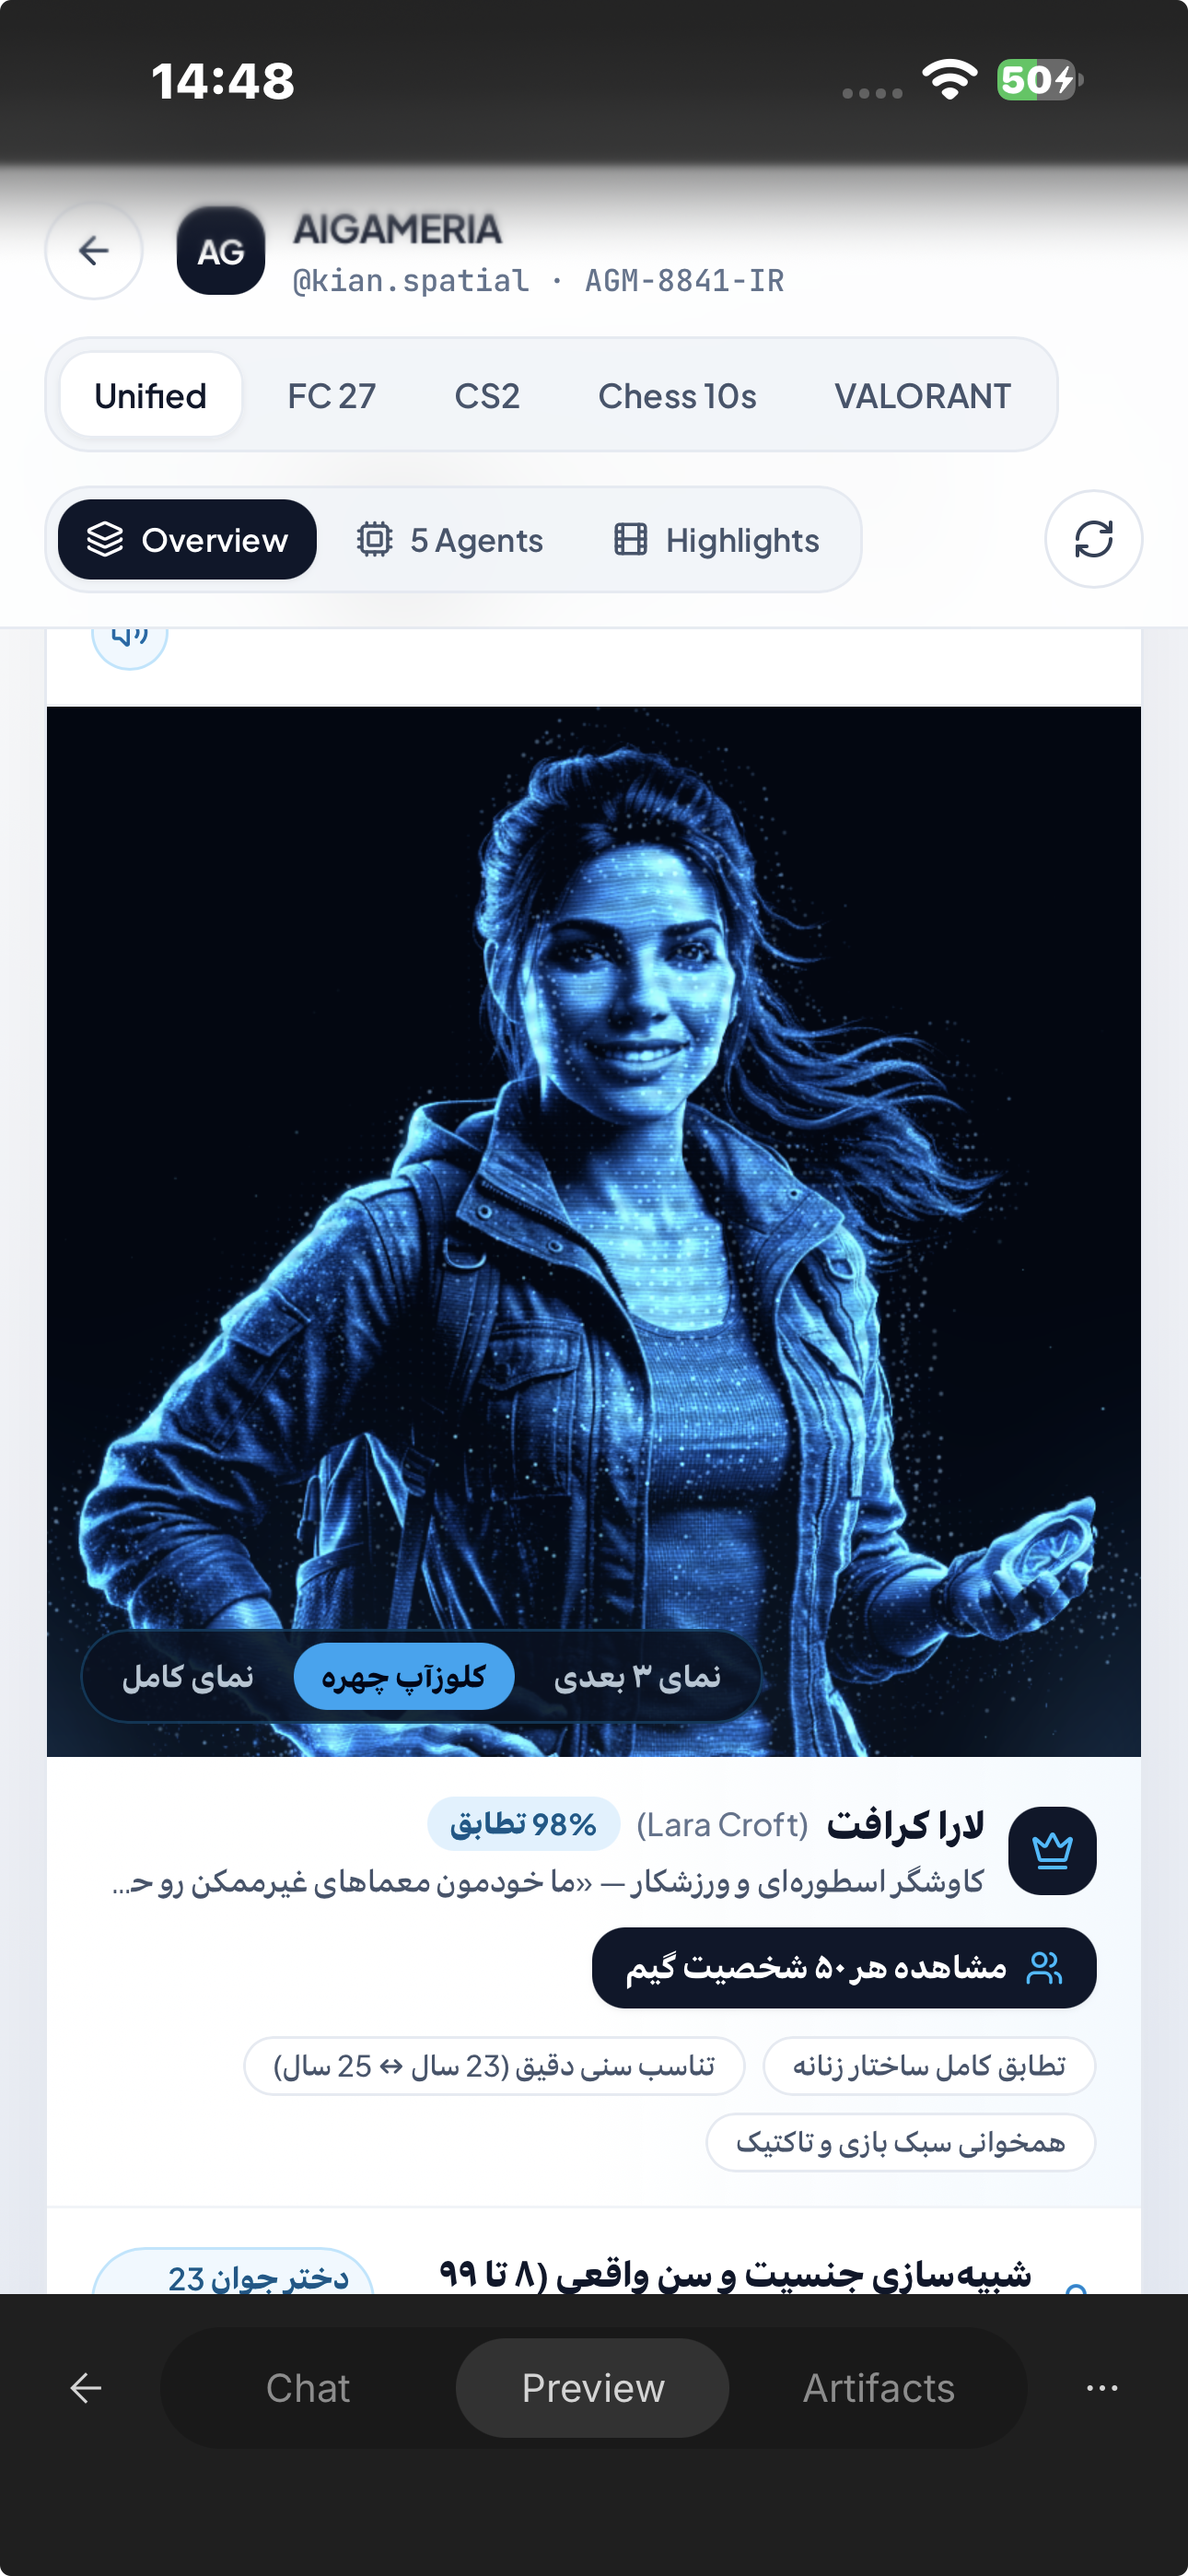 14:48
50
AG
AIGAMERIA
@kian.spatial · AGM-8841-IR
Unified FC 27 CS2 Chess 10s VALORANT
Overview 5 Agents Highlights
نمای ۳ بعدی کلوزآپ چهره نمای کامل
لارا کرافت (Lara Croft) 98% تطابق
کاوشگر اسطوره‌ای و ورزشکار — «ما خودمون معماهای غیرممکن رو حـ...
مشاهده هر ۵۰ شخصیت گیم
تطابق کامل ساختار زنانه تناسب سنی دقیق (23 سال ↔ 25 سال)
همخوانی سبک بازی و تاکتیک
شبیه‌سازی جنسیت و سن واقعی (۸ تا ۹۹ دختر جوان 23
Chat Preview Artifacts